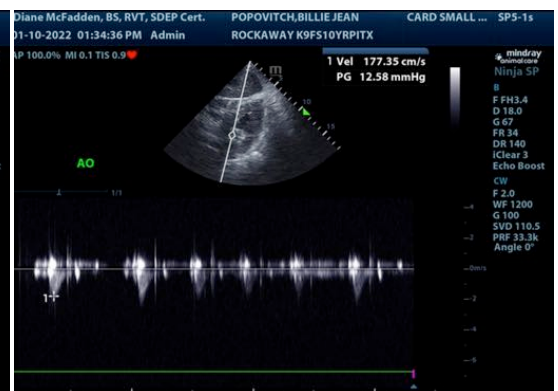 Diane McFadden, BS, RVT, SDEP Cert. POPOVITCH,BILLIE JEAN CARD SMALL ... SP5-1s
01-10-2022 01:34:36 PM Admin ROCKAWAY K9FS10YRPITX
AP 100.0% MI 0.1 TIS 0.9
1 Vel 177.35 cm/s
PG 12.58 mmHg
mindray
animalcare
Ninja SP
B
F FH3.4
D 18.0
G 67
FR 34
DR 140
iClear 3
Echo Boost
CW
F 2.0
WF 1200
G 100
SVD 110.5
PRF 33.3k
Angle 0°
10
15
AO
1/3
-4
-2
-0m/s
1
-2
-4
-6